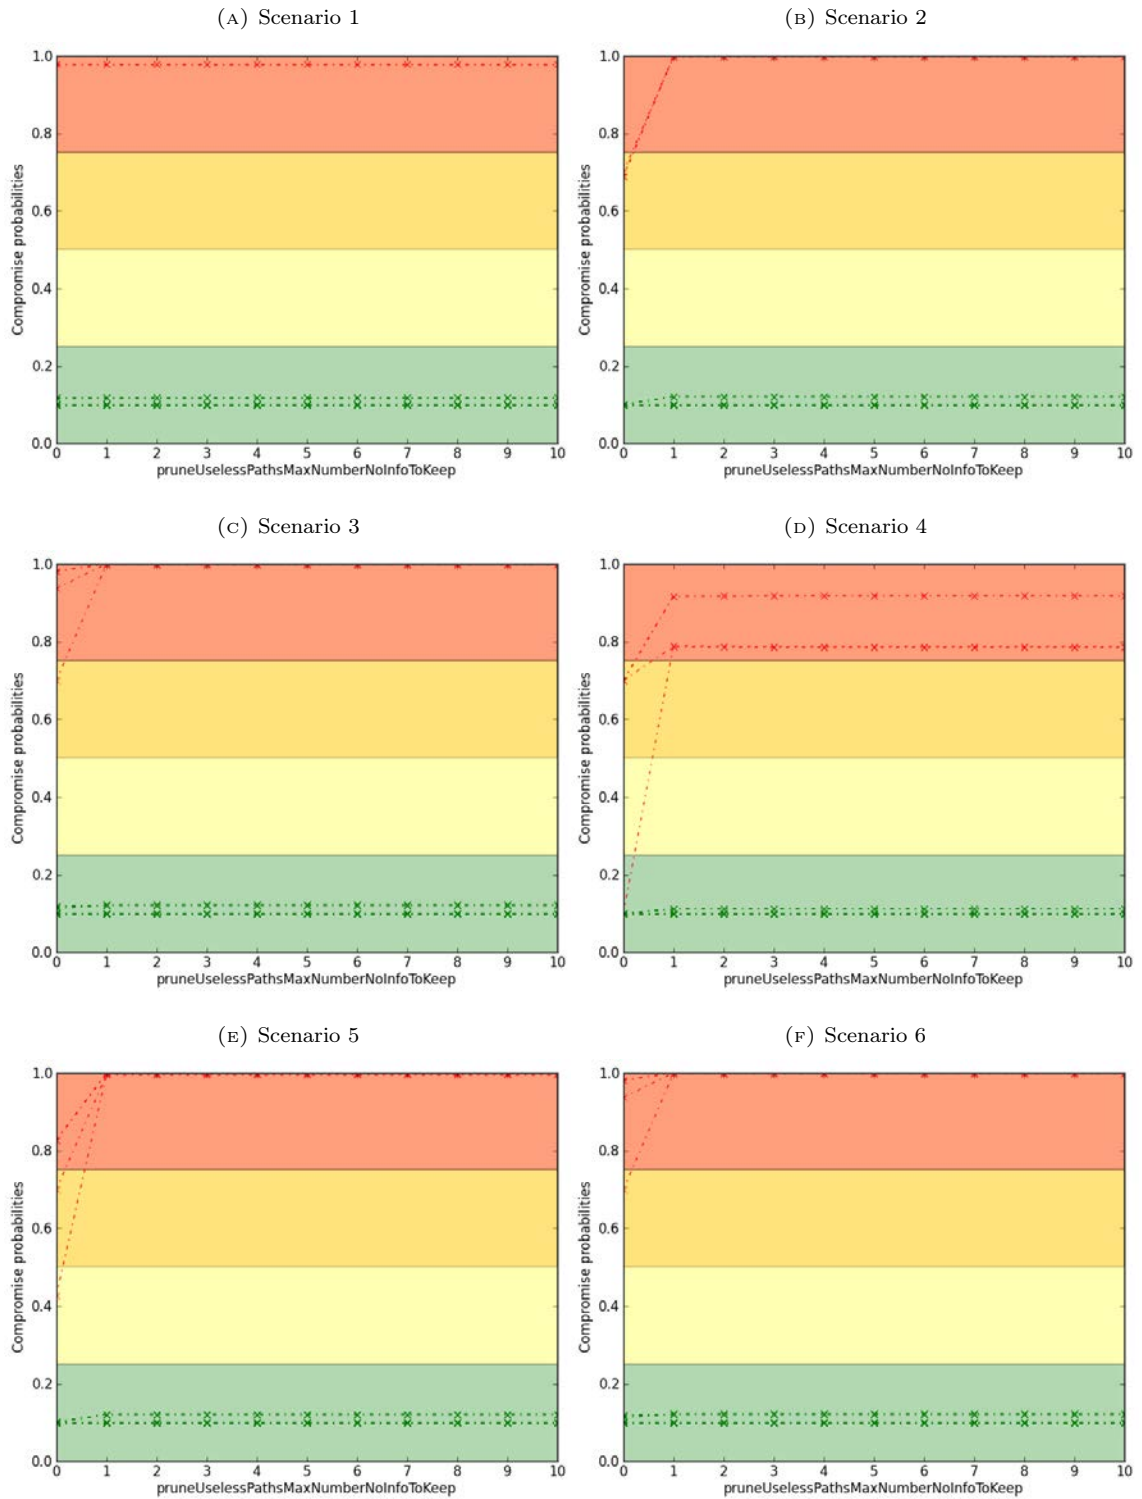 (A) Scenario 1
1.0
0.8
0.6
0.4
0.2
0.0
Compromise probabilities
0 1 2 3 4 5 6 7 8 9 10
pruneUselessPathsMaxNumberNoInfoToKeep
(B) Scenario 2
1.0
0.8
0.6
0.4
0.2
0.0
Compromise probabilities
0 1 2 3 4 5 6 7 8 9 10
pruneUselessPathsMaxNumberNoInfoToKeep
(C) Scenario 3
1.0
0.8
0.6
0.4
0.2
0.0
Compromise probabilities
0 1 2 3 4 5 6 7 8 9 10
pruneUselessPathsMaxNumberNoInfoToKeep
(D) Scenario 4
1.0
0.8
0.6
0.4
0.2
0.0
Compromise probabilities
0 1 2 3 4 5 6 7 8 9 10
pruneUselessPathsMaxNumberNoInfoToKeep
(E) Scenario 5
1.0
0.8
0.6
0.4
0.2
0.0
Compromise probabilities
0 1 2 3 4 5 6 7 8 9 10
pruneUselessPathsMaxNumberNoInfoToKeep
(F) Scenario 6
1.0
0.8
0.6
0.4
0.2
0.0
Compromise probabilities
0 1 2 3 4 5 6 7 8 9 10
pruneUselessPathsMaxNumberNoInfoToKeep